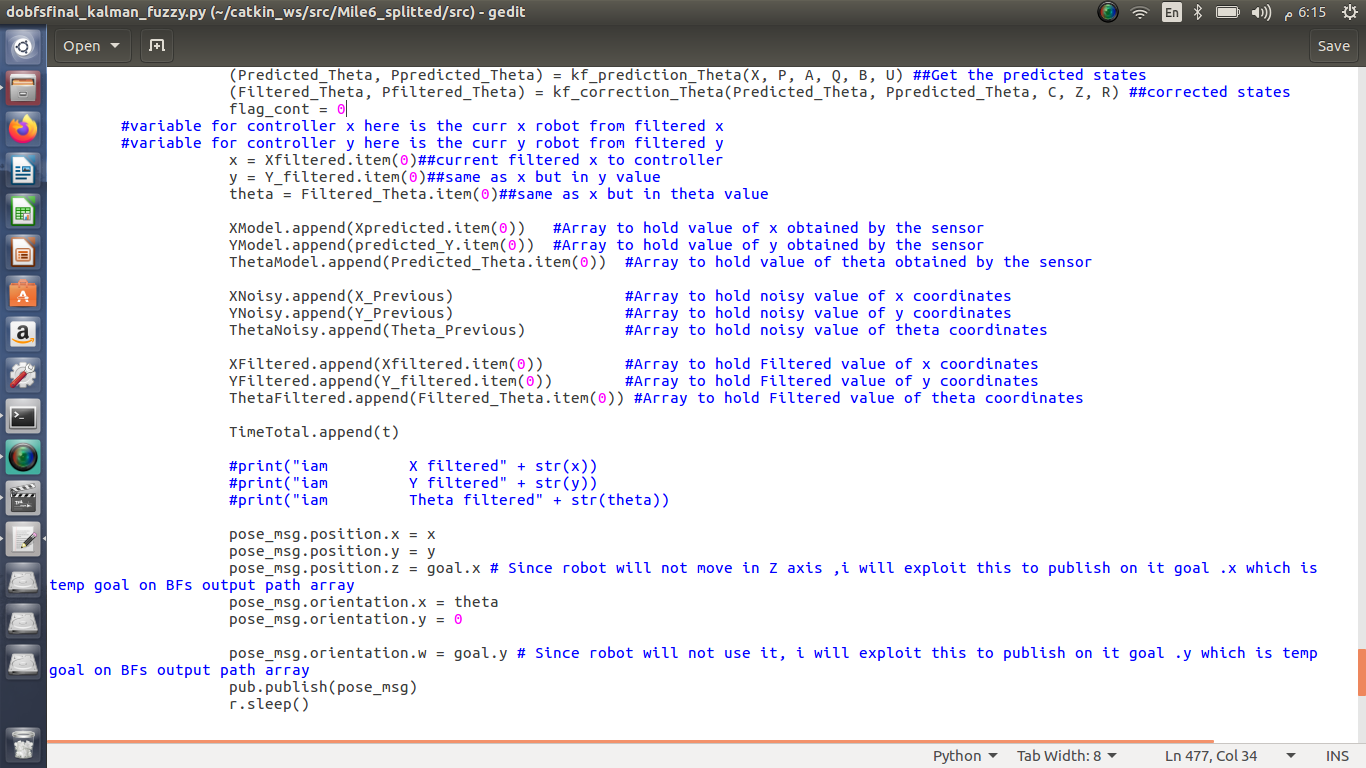 dobfsfinal_kalman_fuzzy.py (~/catkin_ws/src/Mile6_splitted/src) - gedit
En
6:15 م
Open
Save
(Predicted_Theta, Ppredicted_Theta) = kf_prediction_Theta(X, P, A, Q, B, U) ##Get the predicted states
(Filtered_Theta, Pfiltered_Theta) = kf_correction_Theta(Predicted_Theta, Ppredicted_Theta, C, Z, R) ##corrected states
flag_cont = 0
#variable for controller x here is the curr x robot from filtered x
#variable for controller y here is the curr y robot from filtered y
x = Xfiltered.item(0)##current filtered x to controller
y = Y_filtered.item(0)##same as x but in y value
theta = Filtered_Theta.item(0)##same as x but in theta value
XModel.append(Xpredicted.item(0))   #Array to hold value of x obtained by the sensor
YModel.append(predicted_Y.item(0))  #Array to hold value of y obtained by the sensor
ThetaModel.append(Predicted_Theta.item(0))  #Array to hold value of theta obtained by the sensor
XNoisy.append(X_Previous)                   #Array to hold noisy value of x coordinates
YNoisy.append(Y_Previous)                   #Array to hold noisy value of y coordinates
ThetaNoisy.append(Theta_Previous)           #Array to hold noisy value of theta coordinates
XFiltered.append(Xfiltered.item(0))         #Array to hold Filtered value of x coordinates
YFiltered.append(Y_filtered.item(0))        #Array to hold Filtered value of y coordinates
ThetaFiltered.append(Filtered_Theta.item(0)) #Array to hold Filtered value of theta coordinates
TimeTotal.append(t)
#print("iam         X filtered" + str(x))
#print("iam         Y filtered" + str(y))
#print("iam         Theta filtered" + str(theta))
pose_msg.position.x = x
pose_msg.position.y = y
pose_msg.position.z = goal.x # Since robot will not move in Z axis ,i will exploit this to publish on it goal .x which is
temp goal on BFs output path array
pose_msg.orientation.x = theta
pose_msg.orientation.y = 0
pose_msg.orientation.w = goal.y # Since robot will not use it, i will exploit this to publish on it goal .y which is temp
goal on BFs output path array
pub.publish(pose_msg)
r.sleep()
Python
Tab Width: 8
Ln 477, Col 34
INS